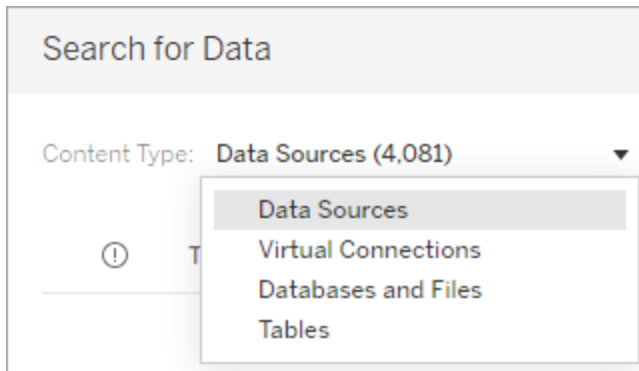 Search for Data
Content Type: Data Sources (4,081)
Data Sources
Virtual Connections
T
Databases and Files
Tables